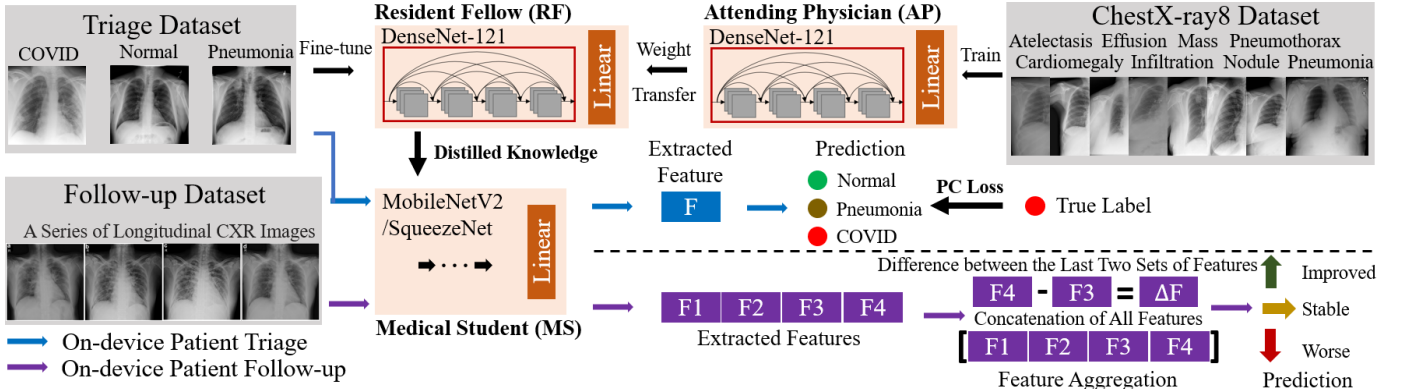 Triage Dataset
COVID
Normal
Pneumonia
Fine-tune
Resident Fellow (RF)
DenseNet-121
Linear
Weight
Transfer
Attending Physician (AP)
DenseNet-121
Linear
Train
ChestX-ray8 Dataset
Atelectasis Effusion Mass Pneumothorax
Cardiomegaly Infiltration Nodule Pneumonia
Distilled Knowledge
Follow-up Dataset
A Series of Longitudinal CXR Images
a
b
c
d
MobileNetV2
/SqueezeNet
Linear
Medical Student (MS)
Extracted
Feature
F
Prediction
Normal
Pneumonia
COVID
PC Loss
True Label
F1 F2 F3 F4
Extracted Features
Difference between the Last Two Sets of Features
F4 - F3 = ΔF
Concatenation of All Features
[ F1 F2 F3 F4 ]
Feature Aggregation
Improved
Stable
Worse
Prediction
On-device Patient Triage
On-device Patient Follow-up